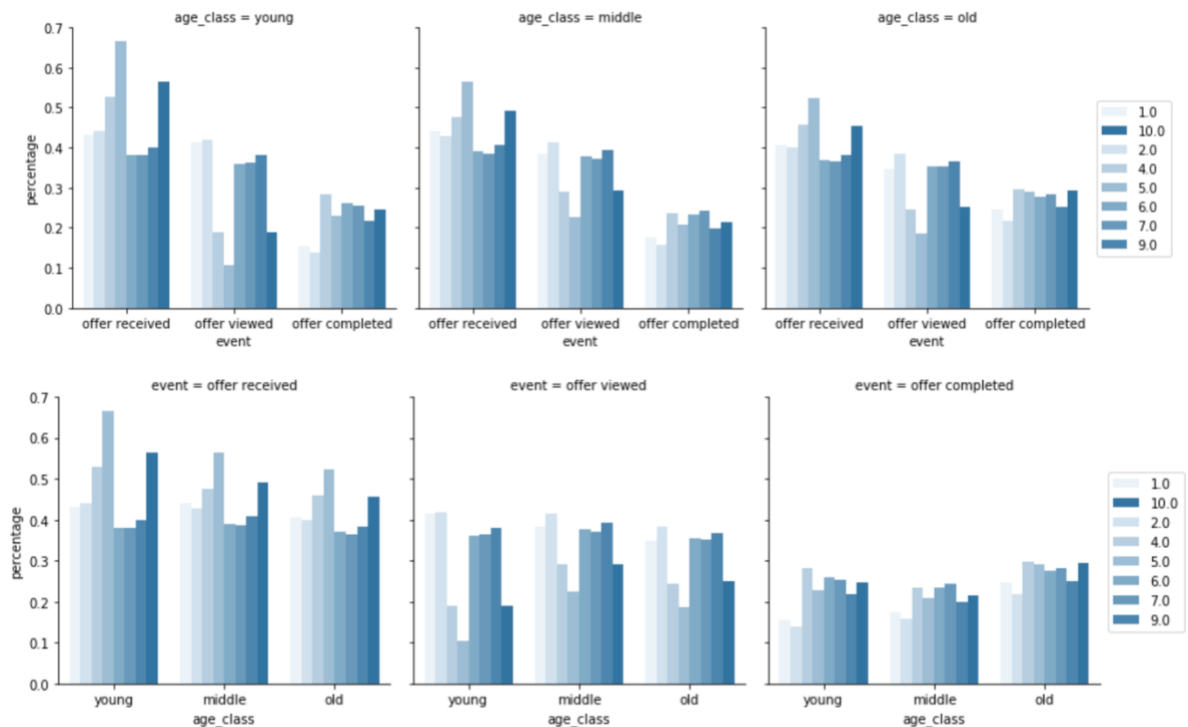 age_class = young
age_class = middle
age_class = old
0.7
0.6
0.5
0.4
0.3
0.2
0.1
0.0
percentage
offer received
offer viewed
offer completed
event
offer received
offer viewed
offer completed
event
offer received
offer viewed
offer completed
event
1.0
10.0
2.0
4.0
5.0
6.0
7.0
9.0
event = offer received
event = offer viewed
event = offer completed
0.7
0.6
0.5
0.4
0.3
0.2
0.1
0.0
percentage
young
middle
old
age_class
young
middle
old
age_class
young
middle
old
age_class
1.0
10.0
2.0
4.0
5.0
6.0
7.0
9.0